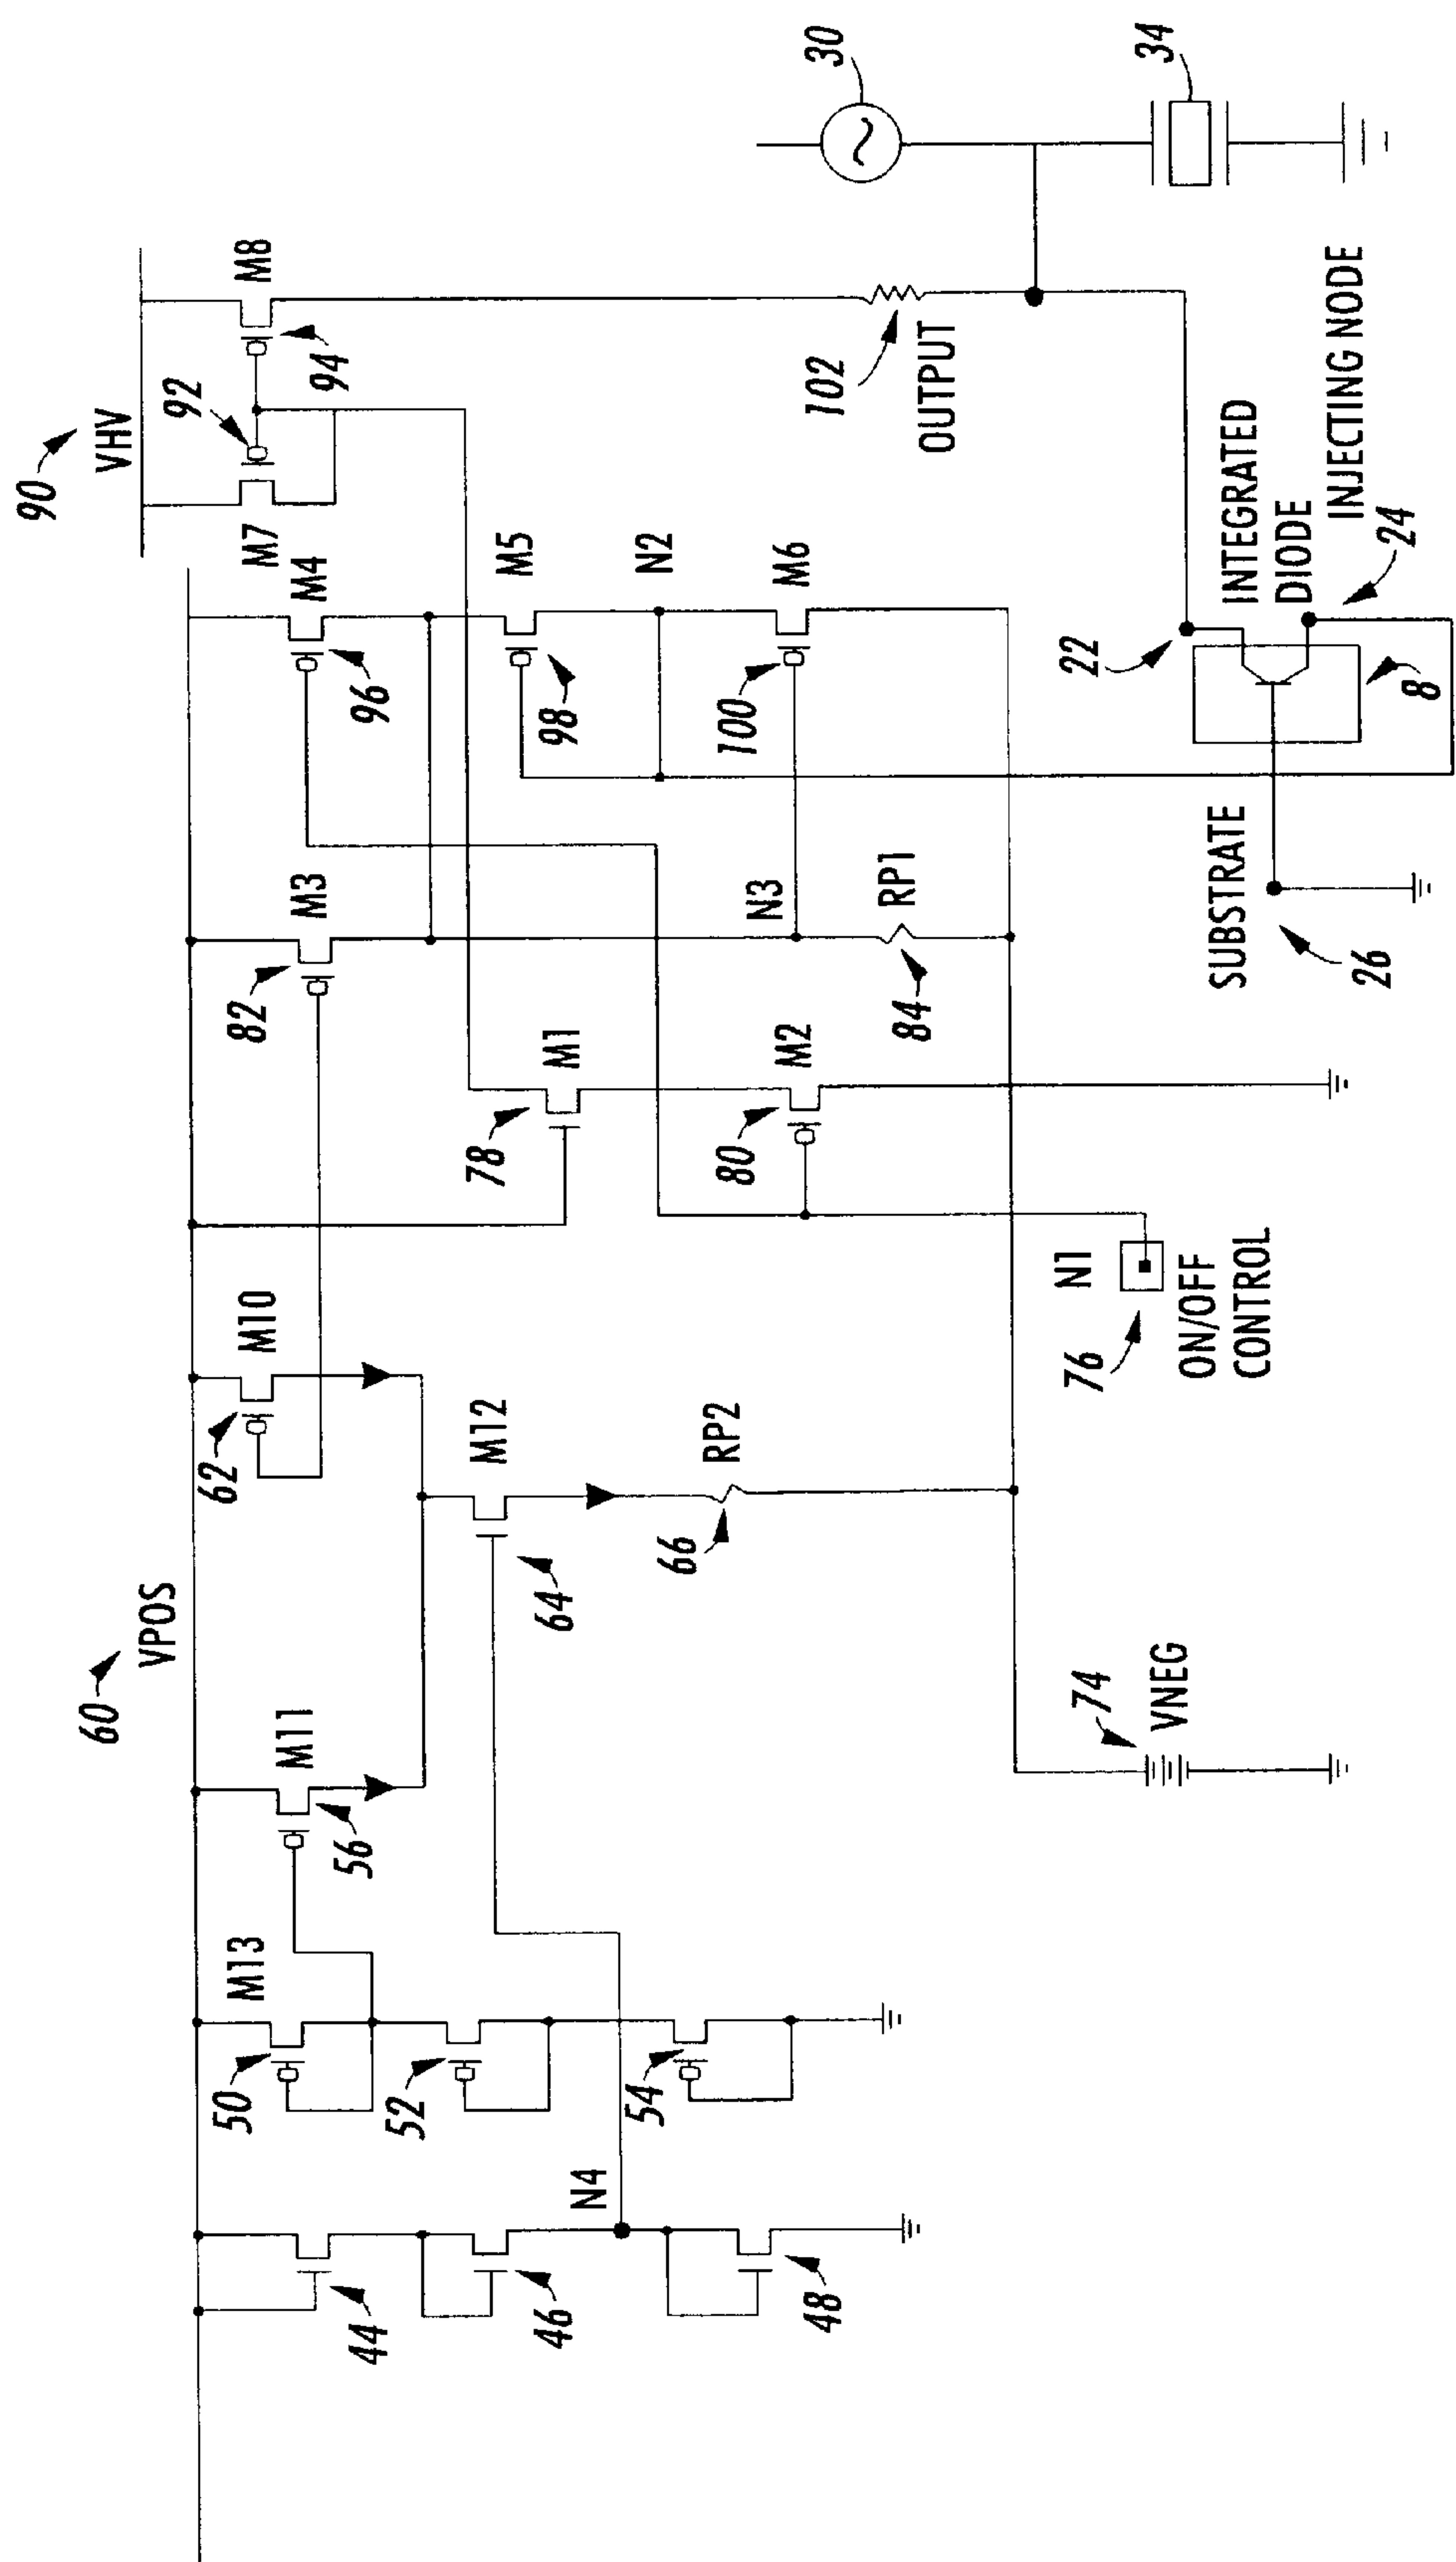 90
VHV
92
M7
M8
94
30
34
60
VPOS
M13
50
52
54
44
46
48
N4
M11
56
62
M10
M12
64
RP2
66
74
VNEG
82
M3
M4
96
M5
98
N2
M6
100
78
M1
80
M2
N3
RP1
84
76
N1
ON/OFF
CONTROL
102
OUTPUT
22
INTEGRATED
DIODE
INJECTING NODE
24
8
SUBSTRATE
26